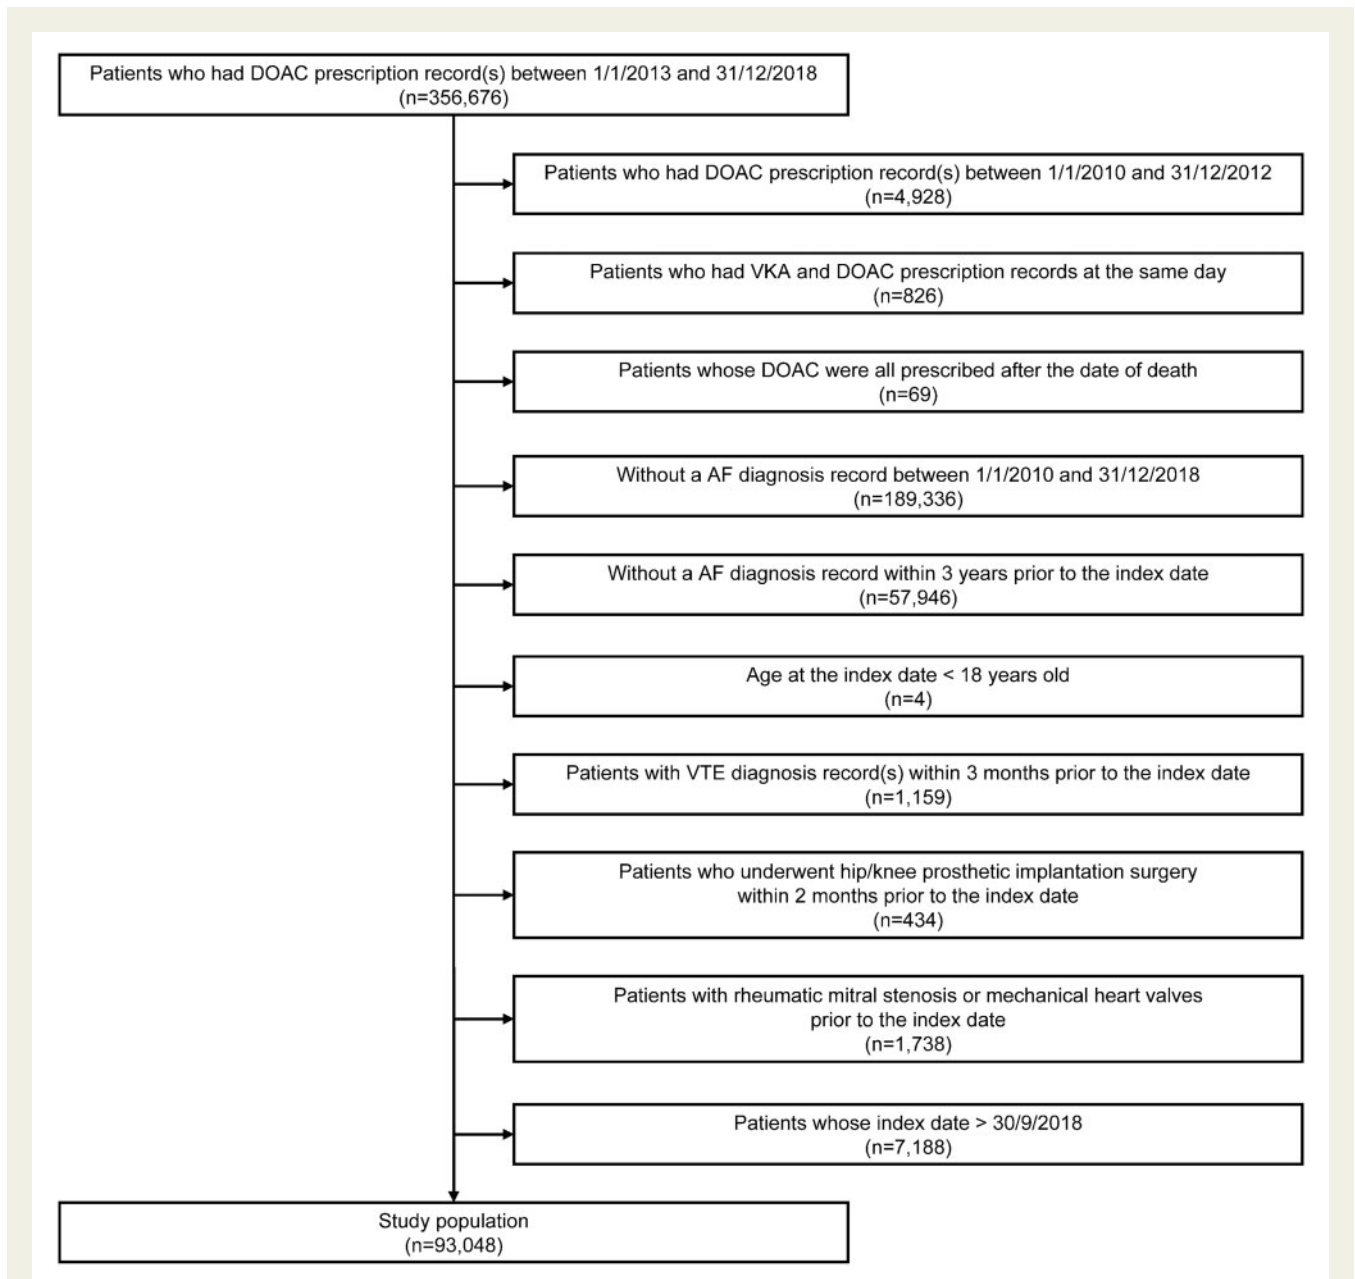 Patients who had DOAC prescription record(s) between 1/1/2013 and 31/12/2018
(n=356,676)
Patients who had DOAC prescription record(s) between 1/1/2010 and 31/12/2012
(n=4,928)
Patients who had VKA and DOAC prescription records at the same day
(n=826)
Patients whose DOAC were all prescribed after the date of death
(n=69)
Without a AF diagnosis record between 1/1/2010 and 31/12/2018
(n=189,336)
Without a AF diagnosis record within 3 years prior to the index date
(n=57,946)
Age at the index date < 18 years old
(n=4)
Patients with VTE diagnosis record(s) within 3 months prior to the index date
(n=1,159)
Patients who underwent hip/knee prosthetic implantation surgery
within 2 months prior to the index date
(n=434)
Patients with rheumatic mitral stenosis or mechanical heart valves
prior to the index date
(n=1,738)
Patients whose index date > 30/9/2018
(n=7,188)
Study population
(n=93,048)